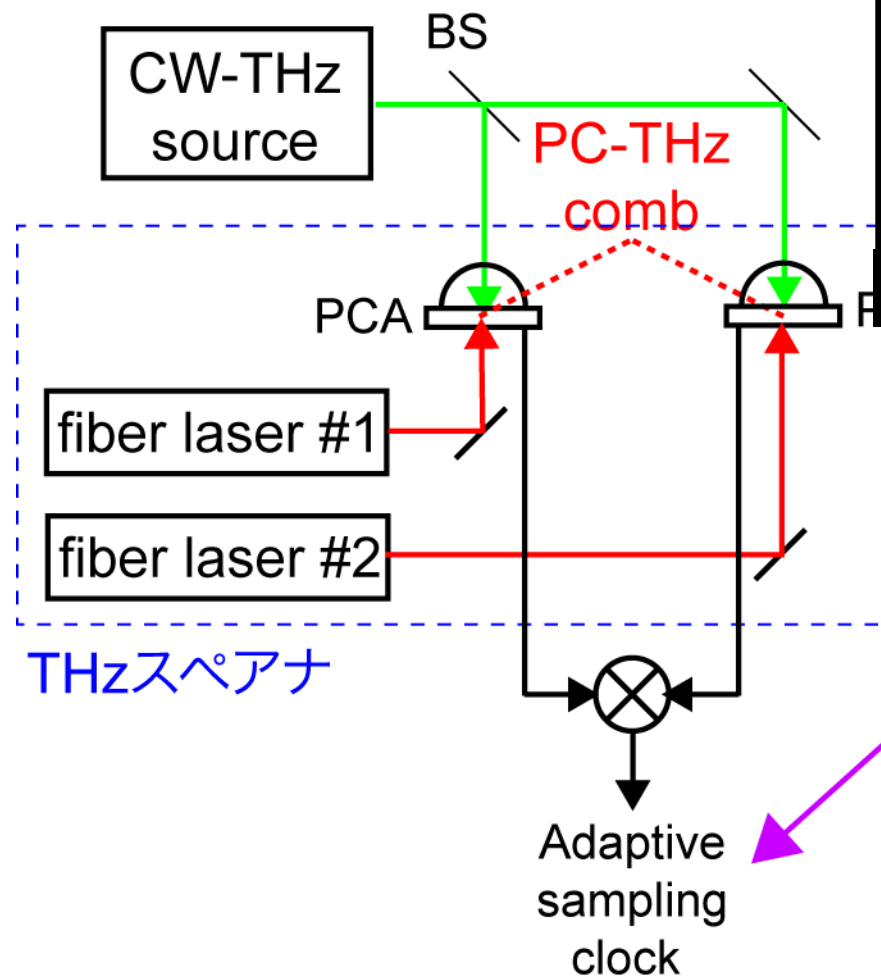 BS
CW-THz
source
PC-THz
comb
PCA
fiber laser #1
fiber laser #2
THzスペアナ
Adaptive
sampling
clock